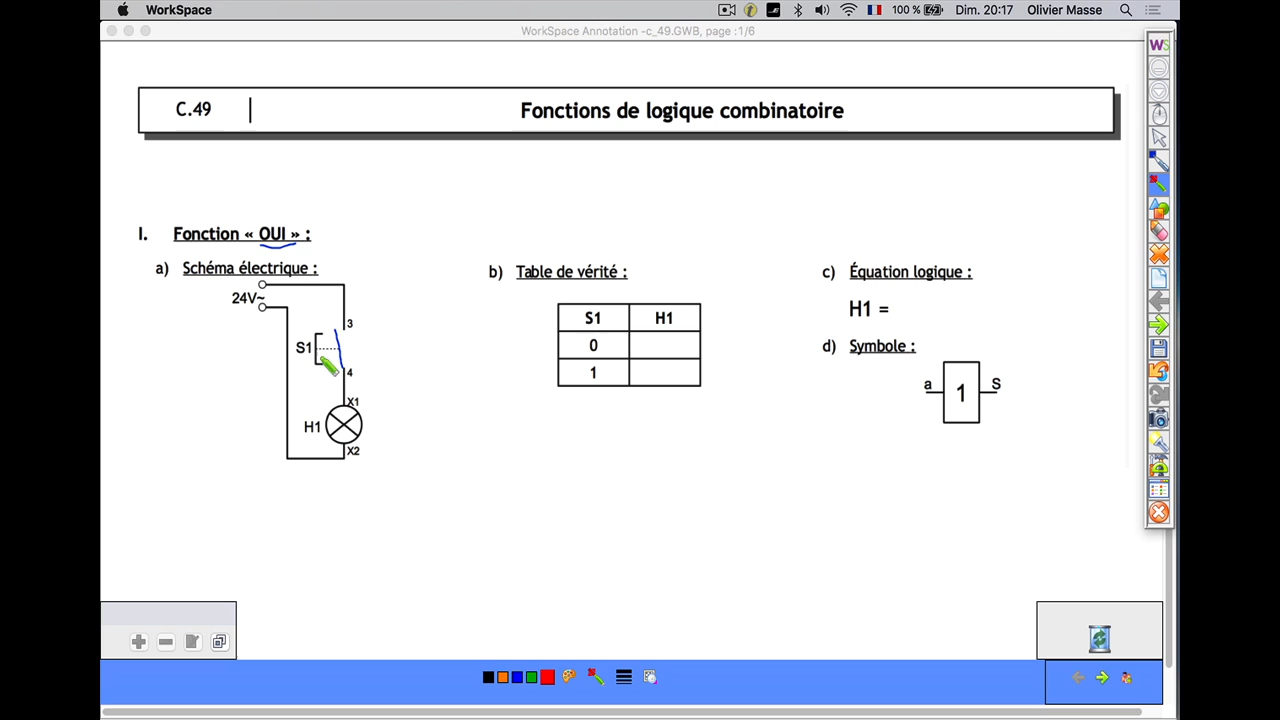 WorkSpace
100 %
Dim. 20:17
Olivier Masse
WorkSpace Annotation -c_49.GWB, page :1/6
WS
C.49
Fonctions de logique combinatoire
I. Fonction « OUI » :
a) Schéma électrique :
24V~
3
S1
4
X1
H1
X2
b) Table de vérité :
S1 H1
0
1
c) Équation logique :
H1 =
d) Symbole :
a 1 S